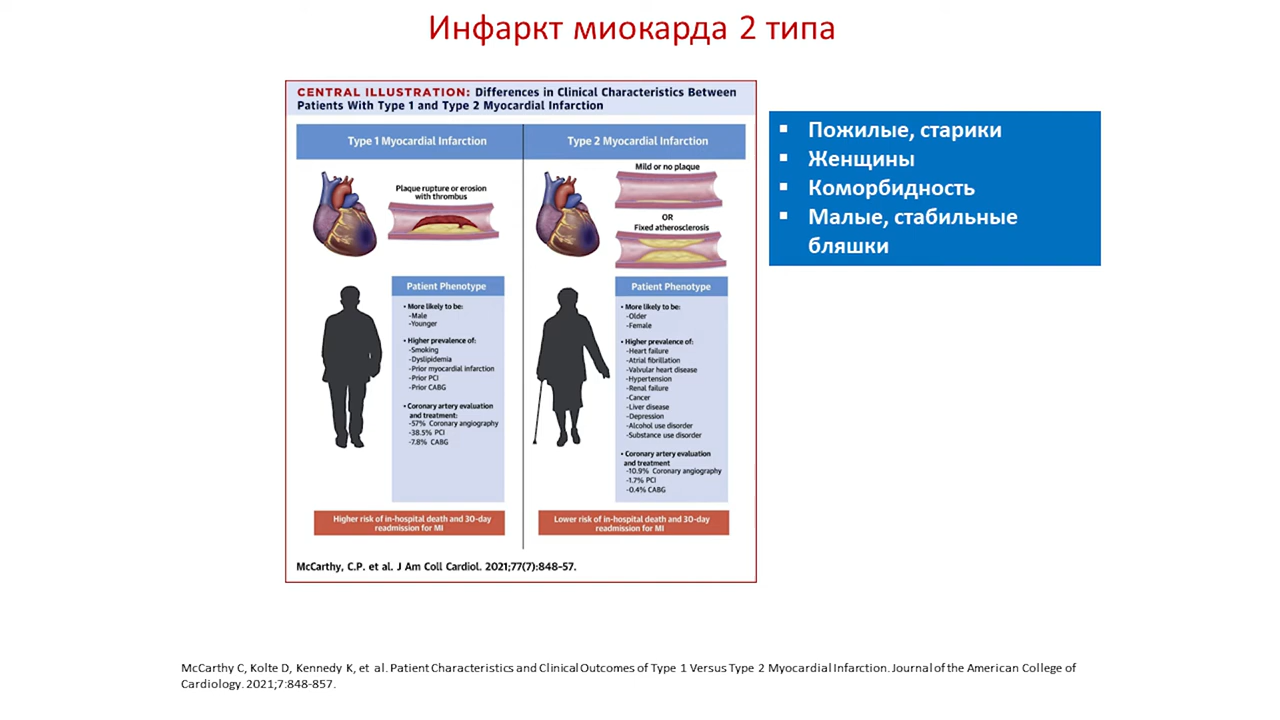 Инфаркт миокарда 2 типа
CENTRAL ILLUSTRATION: Differences in Clinical Characteristics Between
Patients With Type 1 and Type 2 Myocardial Infarction
Type 1 Myocardial Infarction
Plaque rupture or erosion
with thrombus
Patient Phenotype
• More likely to be:
-Male
-Younger
• Higher prevalence of:
-Smoking
-Dyslipidemia
-Prior myocardial infarction
-Prior PCI
-Prior CABG
• Coronary artery evaluation
and treatment:
-57% Coronary angiography
-38.5% PCI
-7.8% CABG
Higher risk of in-hospital death and 30-day
readmission for MI
Type 2 Myocardial Infarction
Mild or no plaque
OR
Fixed atherosclerosis
Patient Phenotype
• More likely to be:
-Older
-Female
• Higher prevalence of:
-Heart failure
-Atrial fibrillation
-Valvular heart disease
-Hypertension
-Renal failure
-Cancer
-Liver disease
-Depression
-Alcohol use disorder
-Substance use disorder
• Coronary artery evaluation
and treatment
-10.9% Coronary angiography
-1.7% PCI
-0.4% CABG
Lower risk of in-hospital death and 30-day
readmission for MI
McCarthy, C.P. et al. J Am Coll Cardiol. 2021;77(7):848-57.
▪ Пожилые, старики
▪ Женщины
▪ Коморбидность
▪ Малые, стабильные
бляшки
McCarthy C, Kolte D, Kennedy K, et al. Patient Characteristics and Clinical Outcomes of Type 1 Versus Type 2 Myocardial Infarction. Journal of the American College of
Cardiology. 2021;7:848-857.